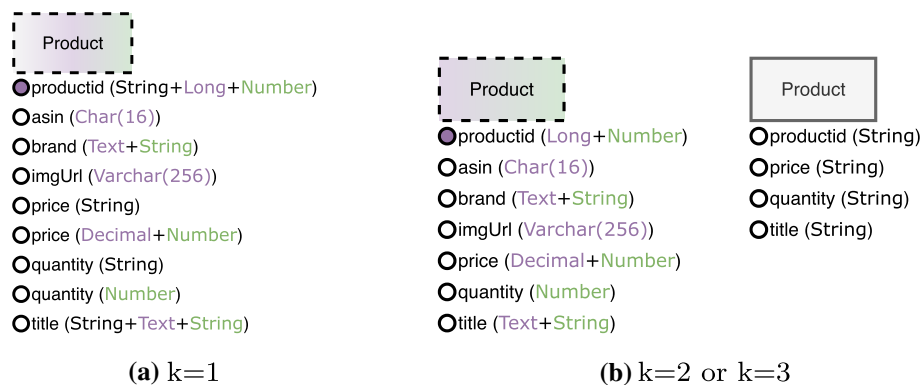 Product
productid (String+Long+Number)
asin (Char(16))
brand (Text+String)
imgUrl (Varchar(256))
price (String)
price (Decimal+Number)
quantity (String)
quantity (Number)
title (String+Text+String)
(a) k=1
Product
productid (Long+Number)
asin (Char(16))
brand (Text+String)
imgUrl (Varchar(256))
price (Decimal+Number)
quantity (Number)
title (Text+String)
Product
productid (String)
price (String)
quantity (String)
title (String)
(b) k=2 or k=3